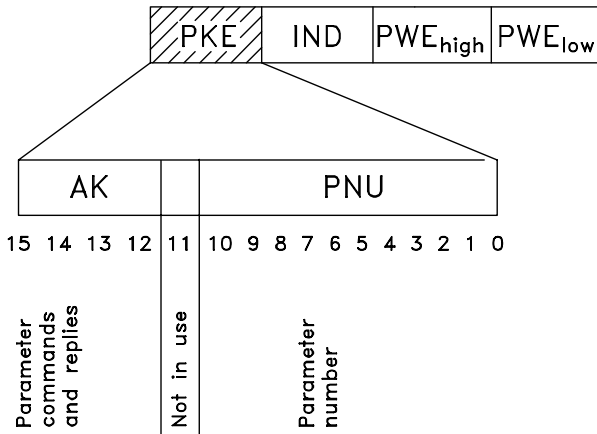 PKE IND PWEhigh PWElow
AK PNU
15 14 13 12 11 10 9 8 7 6 5 4 3 2 1 0
Parameter
commands
and replies
Not in use
Parameter
number